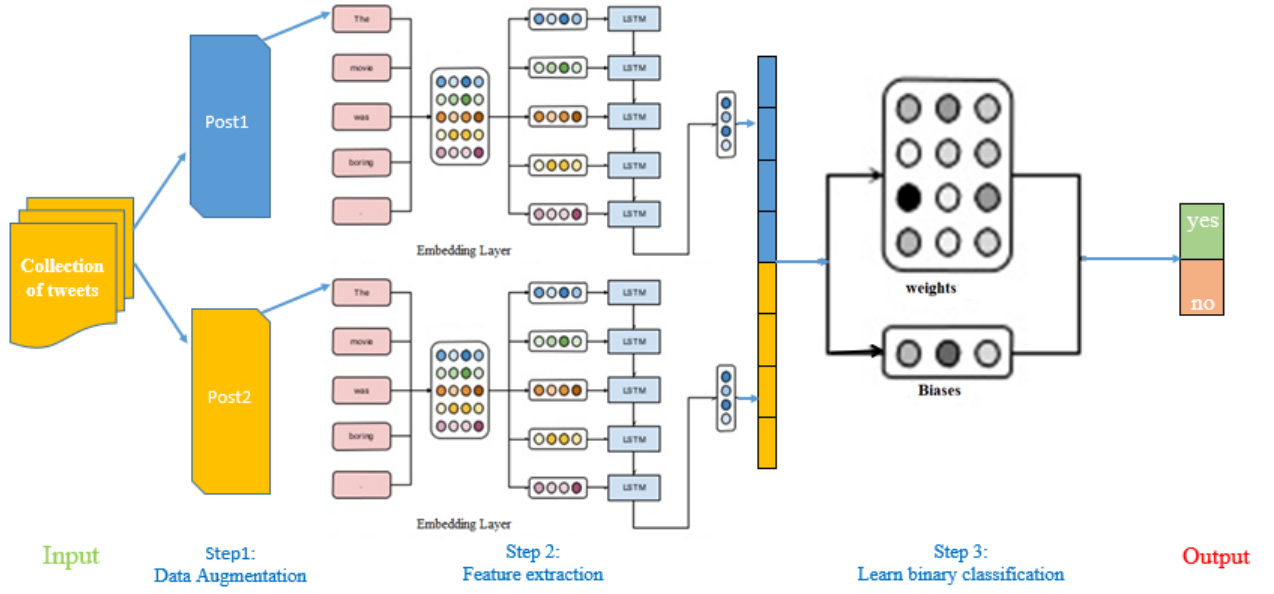 Collection
of tweets
Post1
The
movie
was
boring
.
LSTM
LSTM
LSTM
LSTM
LSTM
Embedding Layer
Post2
The
movie
was
boring
.
LSTM
LSTM
LSTM
LSTM
LSTM
Embedding Layer
weights
Biases
yes
no
Input
Step1:
Data Augmentation
Step 2:
Feature extraction
Step 3:
Learn binary classification
Output